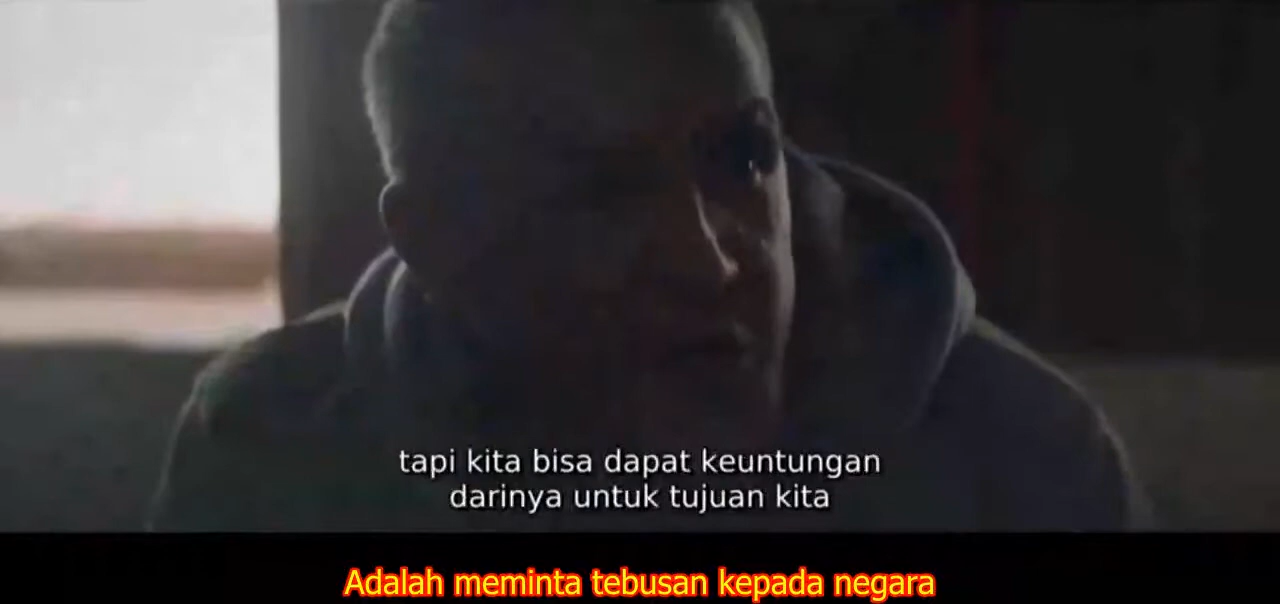 tapi kita bisa dapat keuntungan
darinya untuk tujuan kita
Adalah meminta tebusan kepada negara